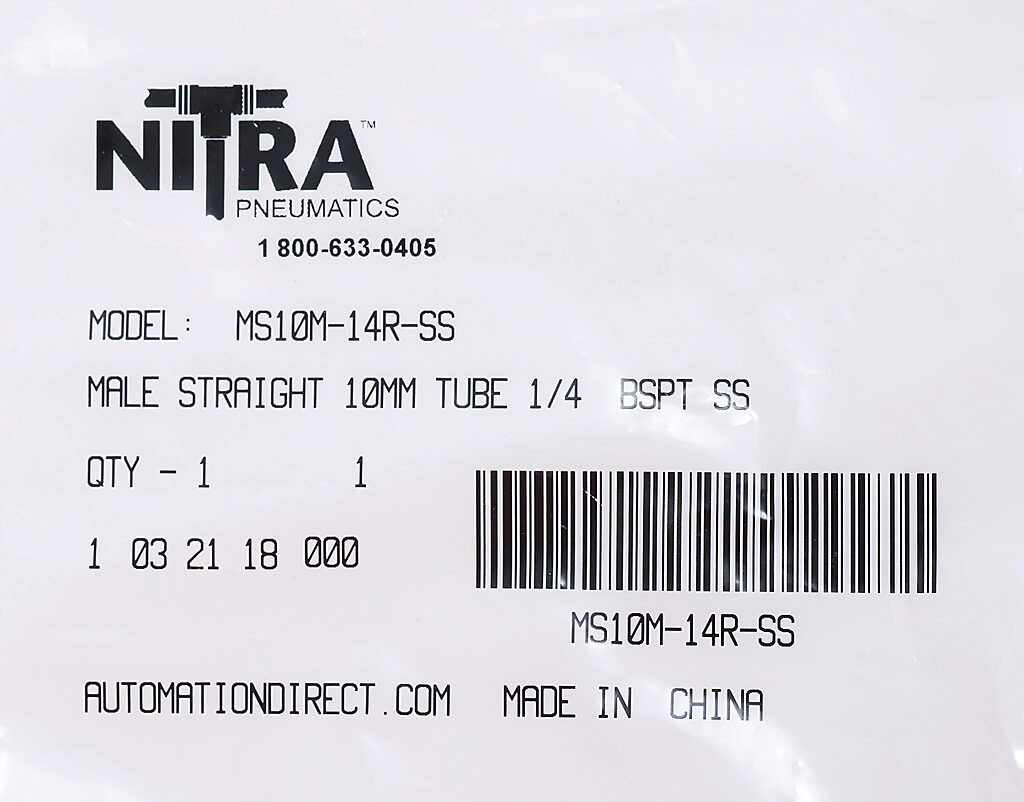 NITRA™
PNEUMATICS
1 800-633-0405
MODEL: MS10M-14R-SS
MALE STRAIGHT 10MM TUBE 1/4 BSPT SS
QTY - 1 1
1 03 21 18 000
MS10M-14R-SS
AUTOMATIONDIRECT.COM MADE IN CHINA